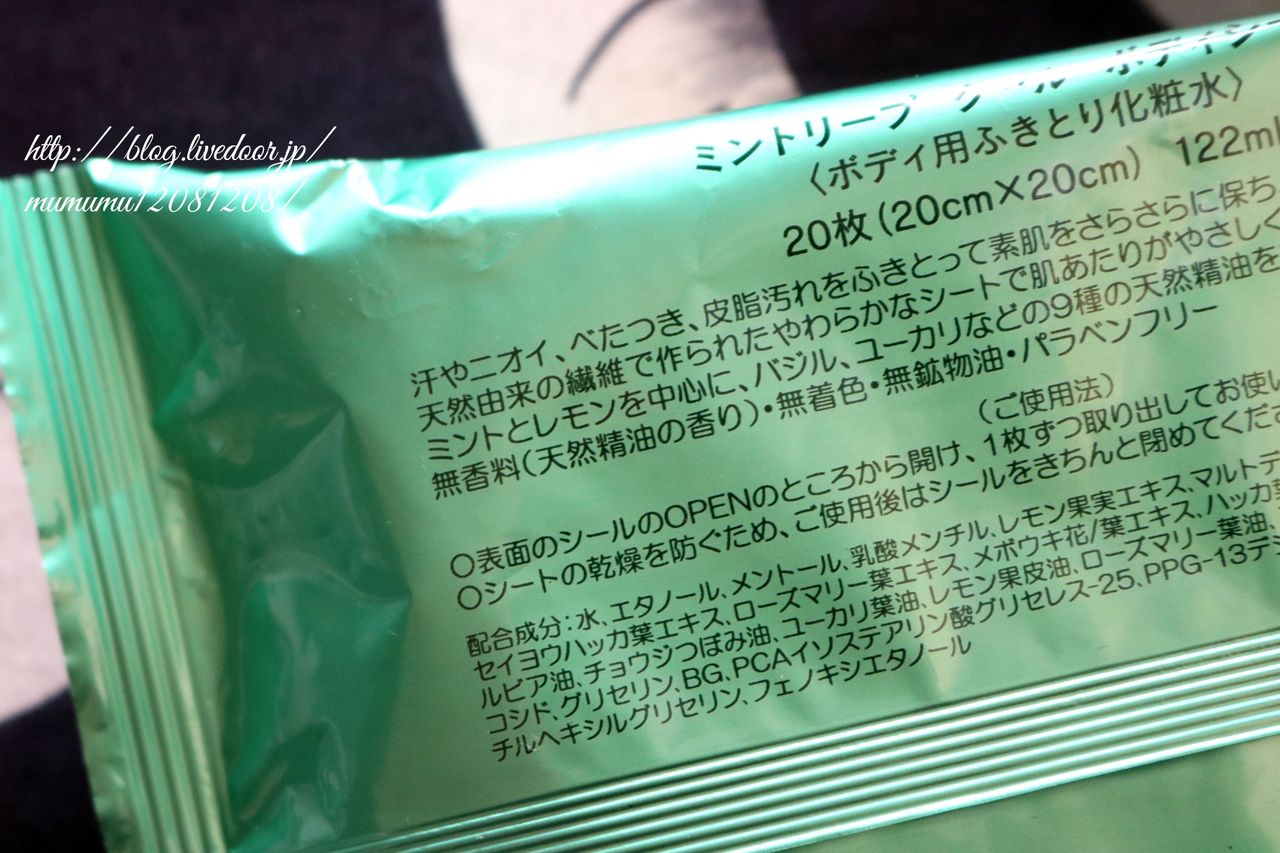 http://blog.livedoor.jp/
mumumu12081208/
ミントリーフ クール ボディシー
〈ボディ用ふきとり化粧水〉
20枚(20cm×20cm) 122ml
汗やニオイ、べたつき、皮脂汚れをふきとって素肌をさらさらに保ち
天然由来の繊維で作られたやわらかなシートで肌あたりがやさしく
ミントとレモンを中心に、バジル、ユーカリなどの9種の天然精油を
無香料(天然精油の香り)・無着色・無鉱物油・パラベンフリー
(ご使用法)
○表面のシールのOPENのところから開け、1枚ずつ取り出してお使い
○シートの乾燥を防ぐため、ご使用後はシールをきちんと閉めてくださ
配合成分:水、エタノール、メントール、乳酸メンチル、レモン果実エキス、マルトデ
セイヨウハッカ葉エキス、ローズマリー葉エキス、メボウキ花/葉エキス、ハッカ葉
ルビア油、チョウジつぼみ油、ユーカリ葉油、レモン果皮油、ローズマリー葉油、
コシド、グリセリン、BG、PCAイソステアリン酸グリセレス-25、PPG-13デシ
チルヘキシルグリセリン、フェノキシエタノール